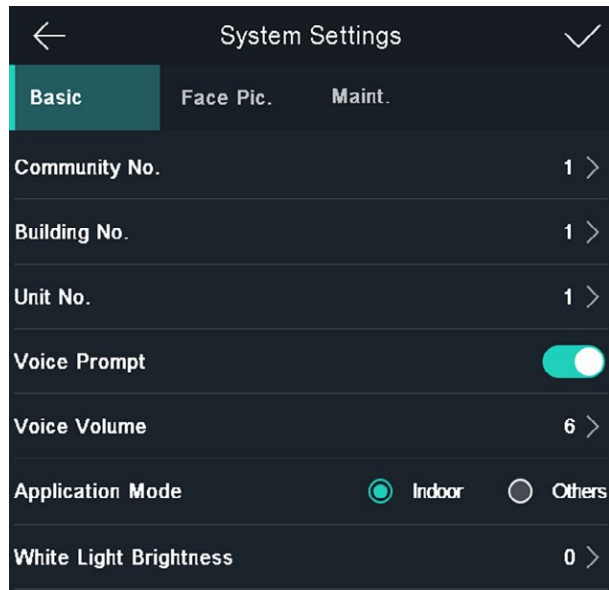 System Settings
Basic Face Pic. Maint.
Community No. 1
Building No. 1
Unit No. 1
Voice Prompt
Voice Volume 6
Application Mode Indoor Others
White Light Brightness 0